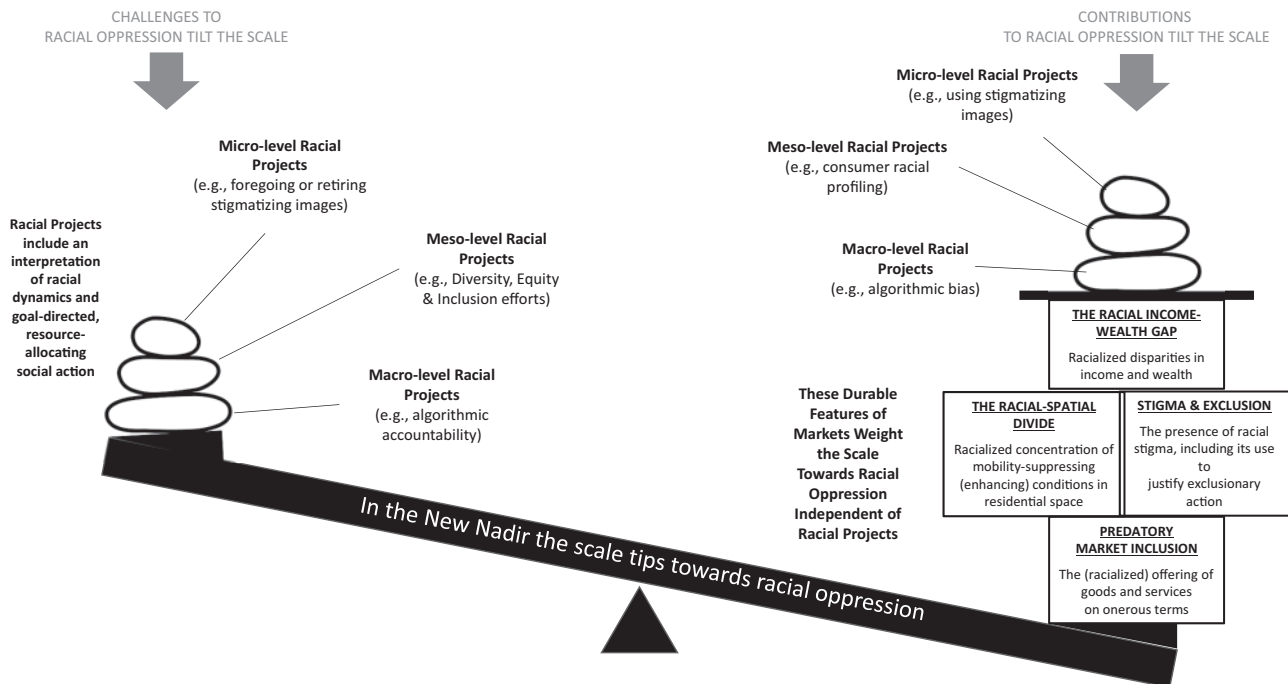 CHALLENGES TO
RACIAL OPPRESSION TILT THE SCALE
Micro-level Racial
Projects
(e.g., foregoing or retiring
stigmatizing images)
Racial Projects
include an
interpretation
of racial
dynamics and
goal-directed,
resource-
allocating
social action
Meso-level Racial
Projects
(e.g., Diversity, Equity
& Inclusion efforts)
Macro-level Racial
Projects
(e.g., algorithmic
accountability)
CONTRIBUTIONS
TO RACIAL OPPRESSION TILT THE SCALE
Micro-level Racial Projects
(e.g., using stigmatizing
images)
Meso-level Racial Projects
(e.g., consumer racial
profiling)
Macro-level Racial
Projects
(e.g., algorithmic bias)
THE RACIAL INCOME-
WEALTH GAP
Racialized disparities in
income and wealth
These Durable
Features of
Markets Weight
the Scale
Towards Racial
Oppression
Independent of
Racial Projects
THE RACIAL-SPATIAL
DIVIDE
Racialized concentration of
mobility-suppressing
(enhancing) conditions in
residential space
STIGMA & EXCLUSION
The presence of racial
stigma, including its use
to
justify exclusionary
action
PREDATORY
MARKET INCLUSION
The (racialized) offering of
goods and services
on onerous terms
In the New Nadir the scale tips towards racial oppression